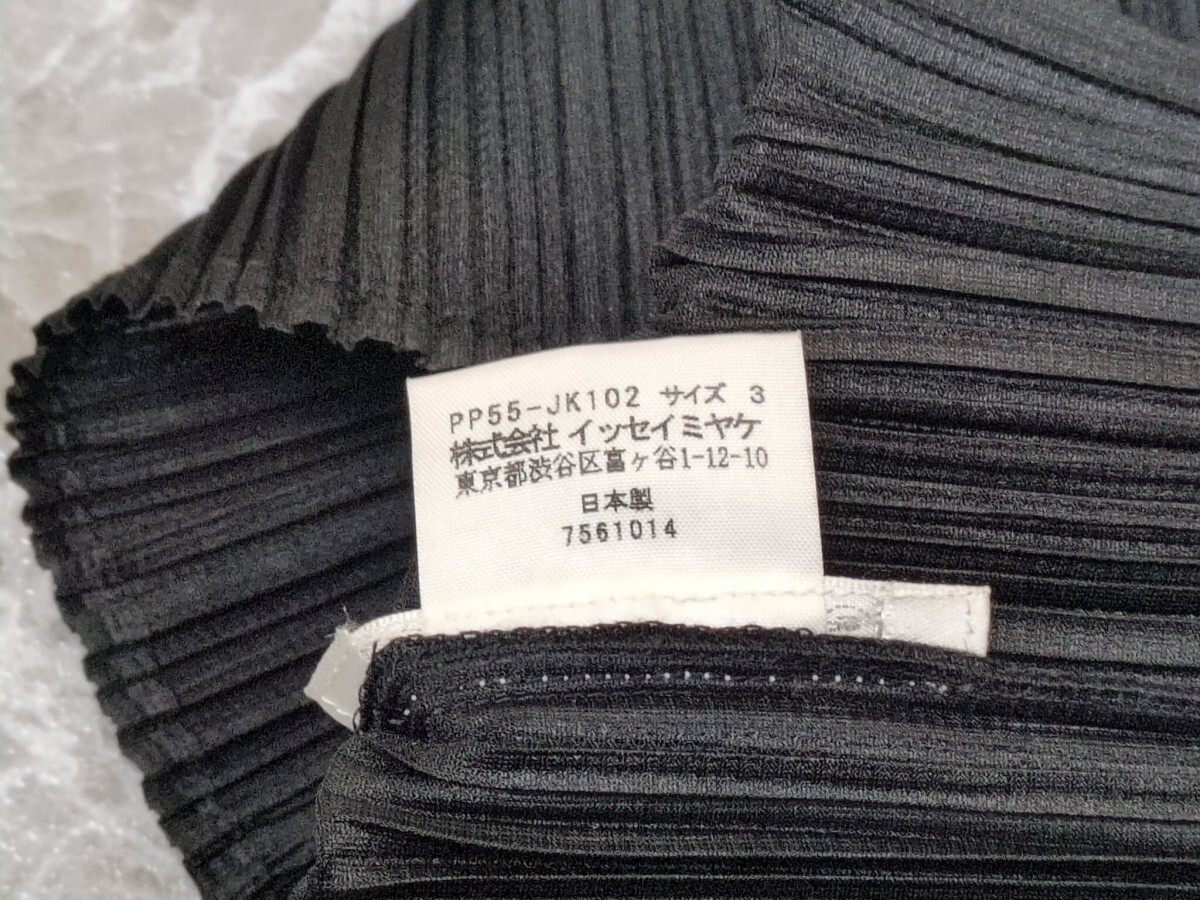 PP55-JK102 サイズ 3
株式会社 イッセイミヤケ
東京都渋谷区富ヶ谷1-12-10
日本製
7561014